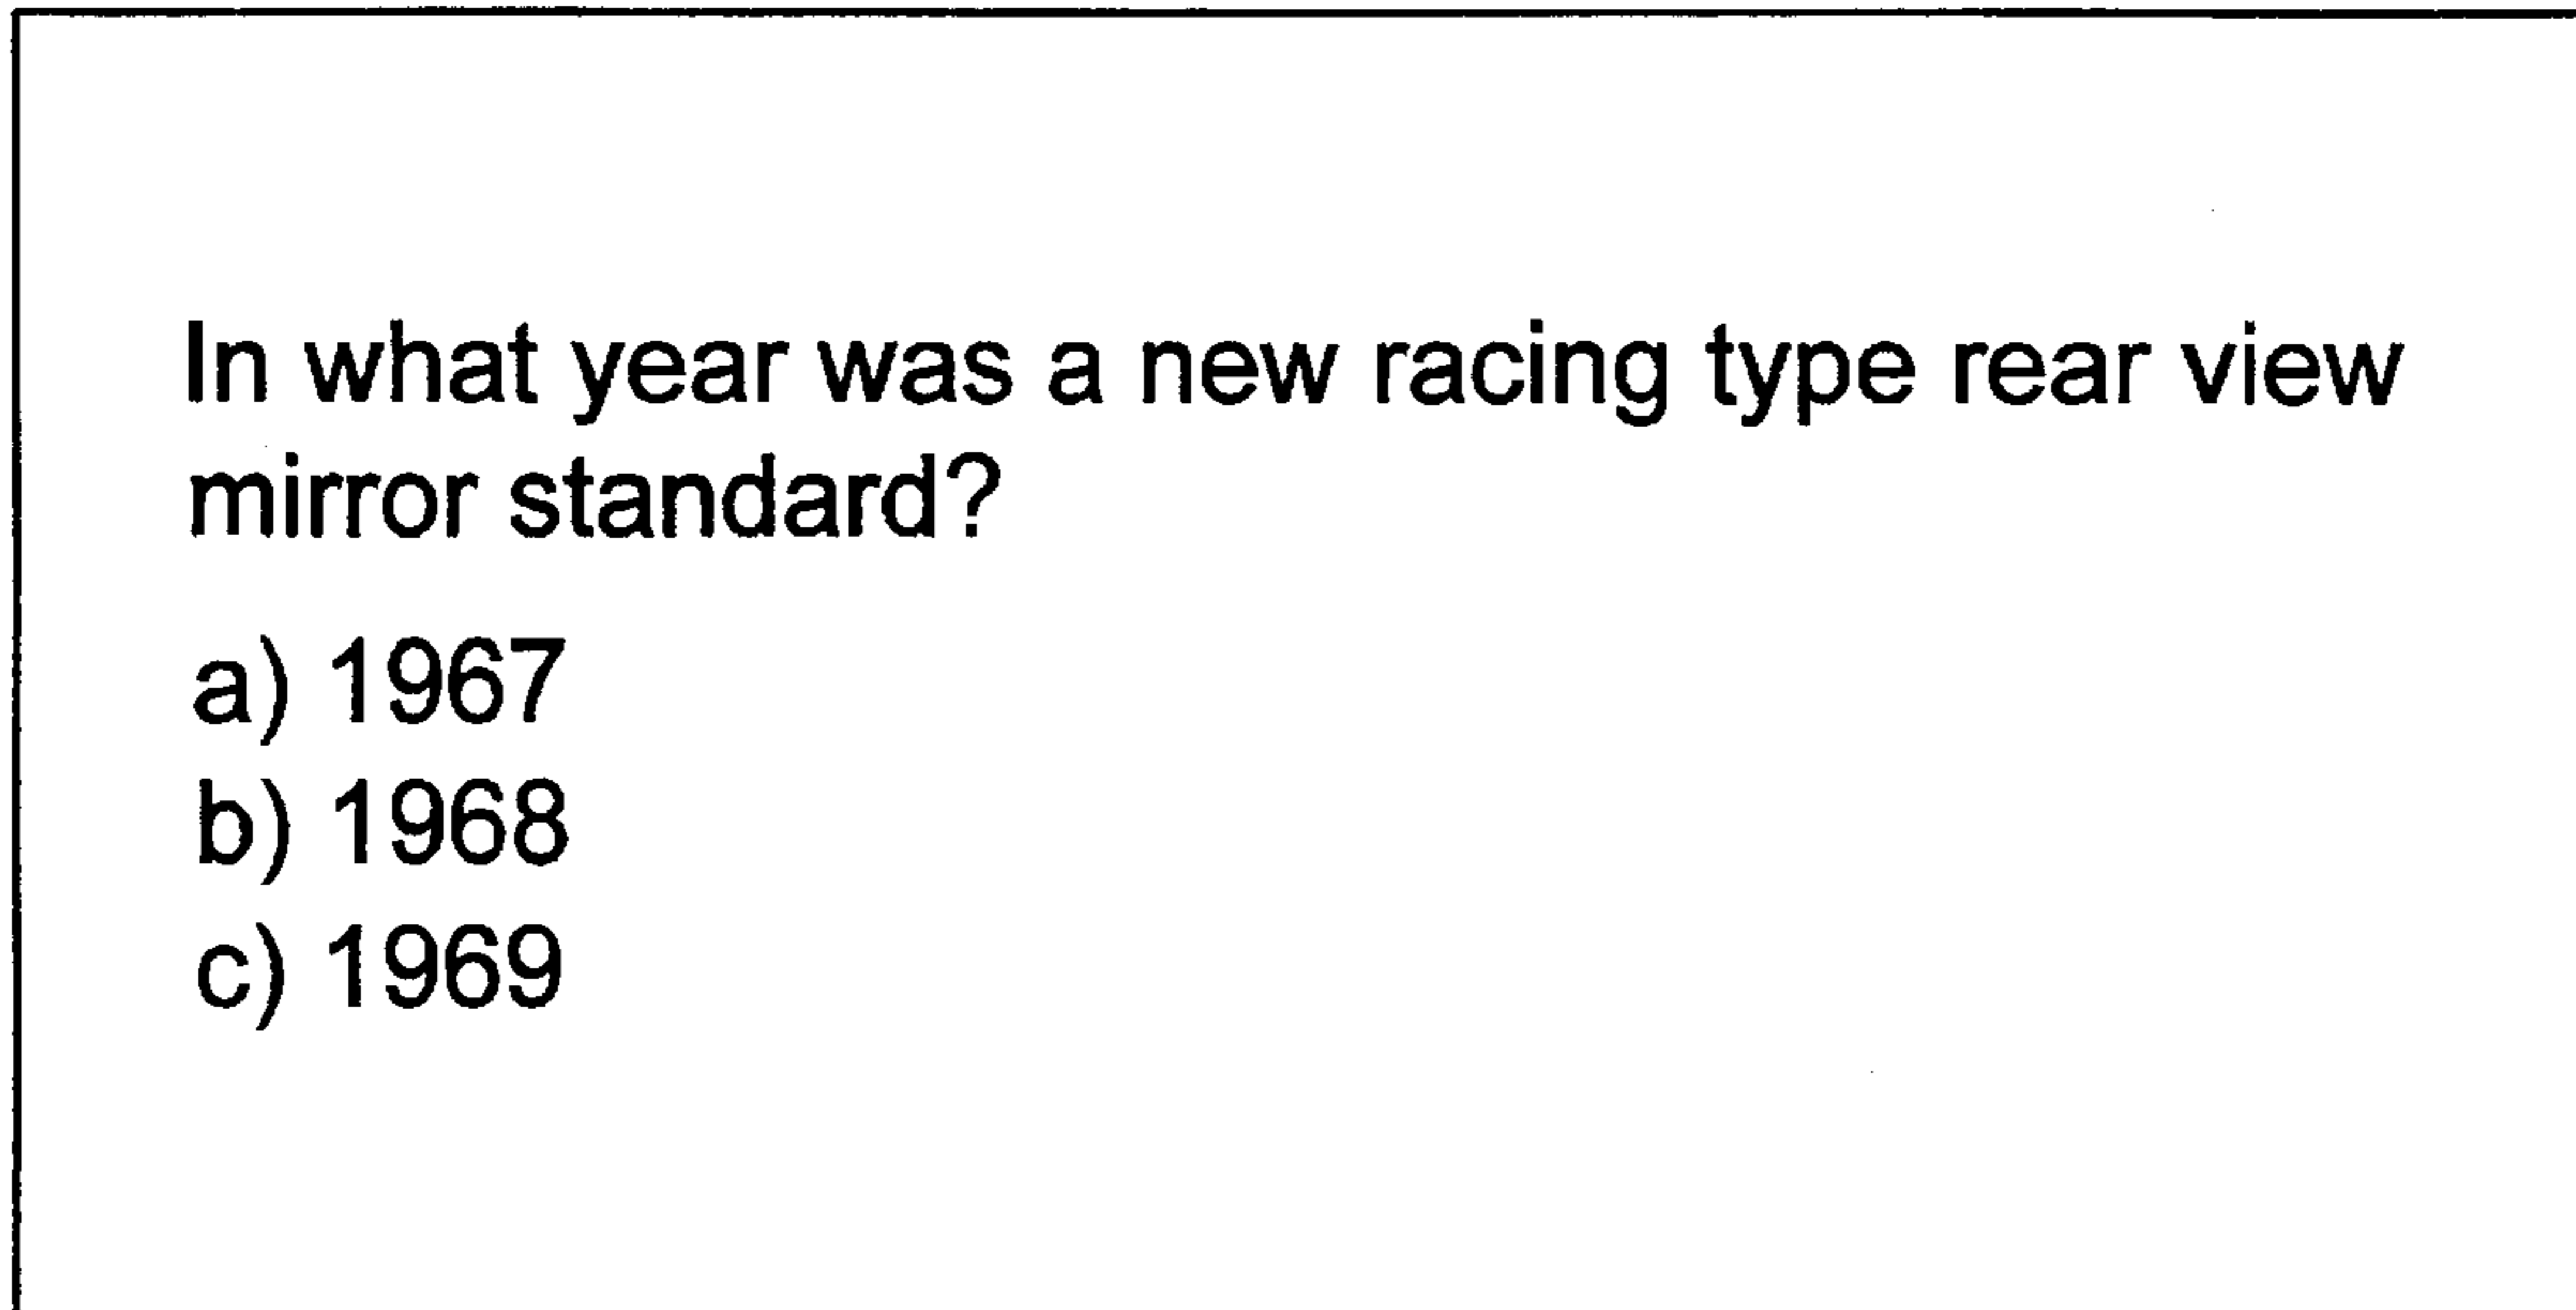 In what year was a new racing type rear view
mirror standard?
a) 1967
b) 1968
c) 1969